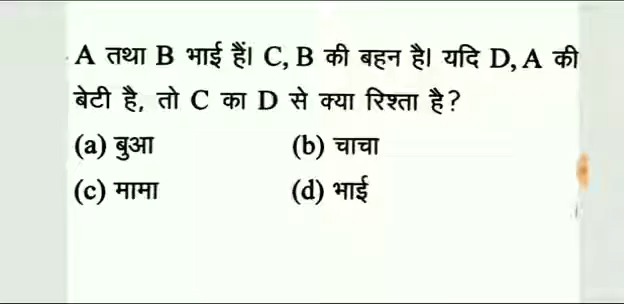 A तथा B भाई हैं। C, B की बहन है। यदि D, A की
बेटी है, तो C का D से क्या रिश्ता है?
(a) बुआ (b) चाचा
(c) मामा (d) भाई